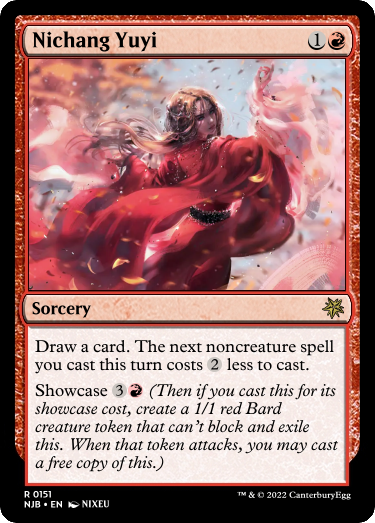 Nichang Yuyi 1
Sorcery
Draw a card. The next noncreature spell
you cast this turn costs 2 less to cast.
Showcase 3 (Then if you cast this for its
showcase cost, create a 1/1 red Bard
creature token that can't block and exile
this. When that token attacks, you may cast
a free copy of this.)
R 0151
NJB • EN NIXEU
™ & © 2022 CanterburyEgg